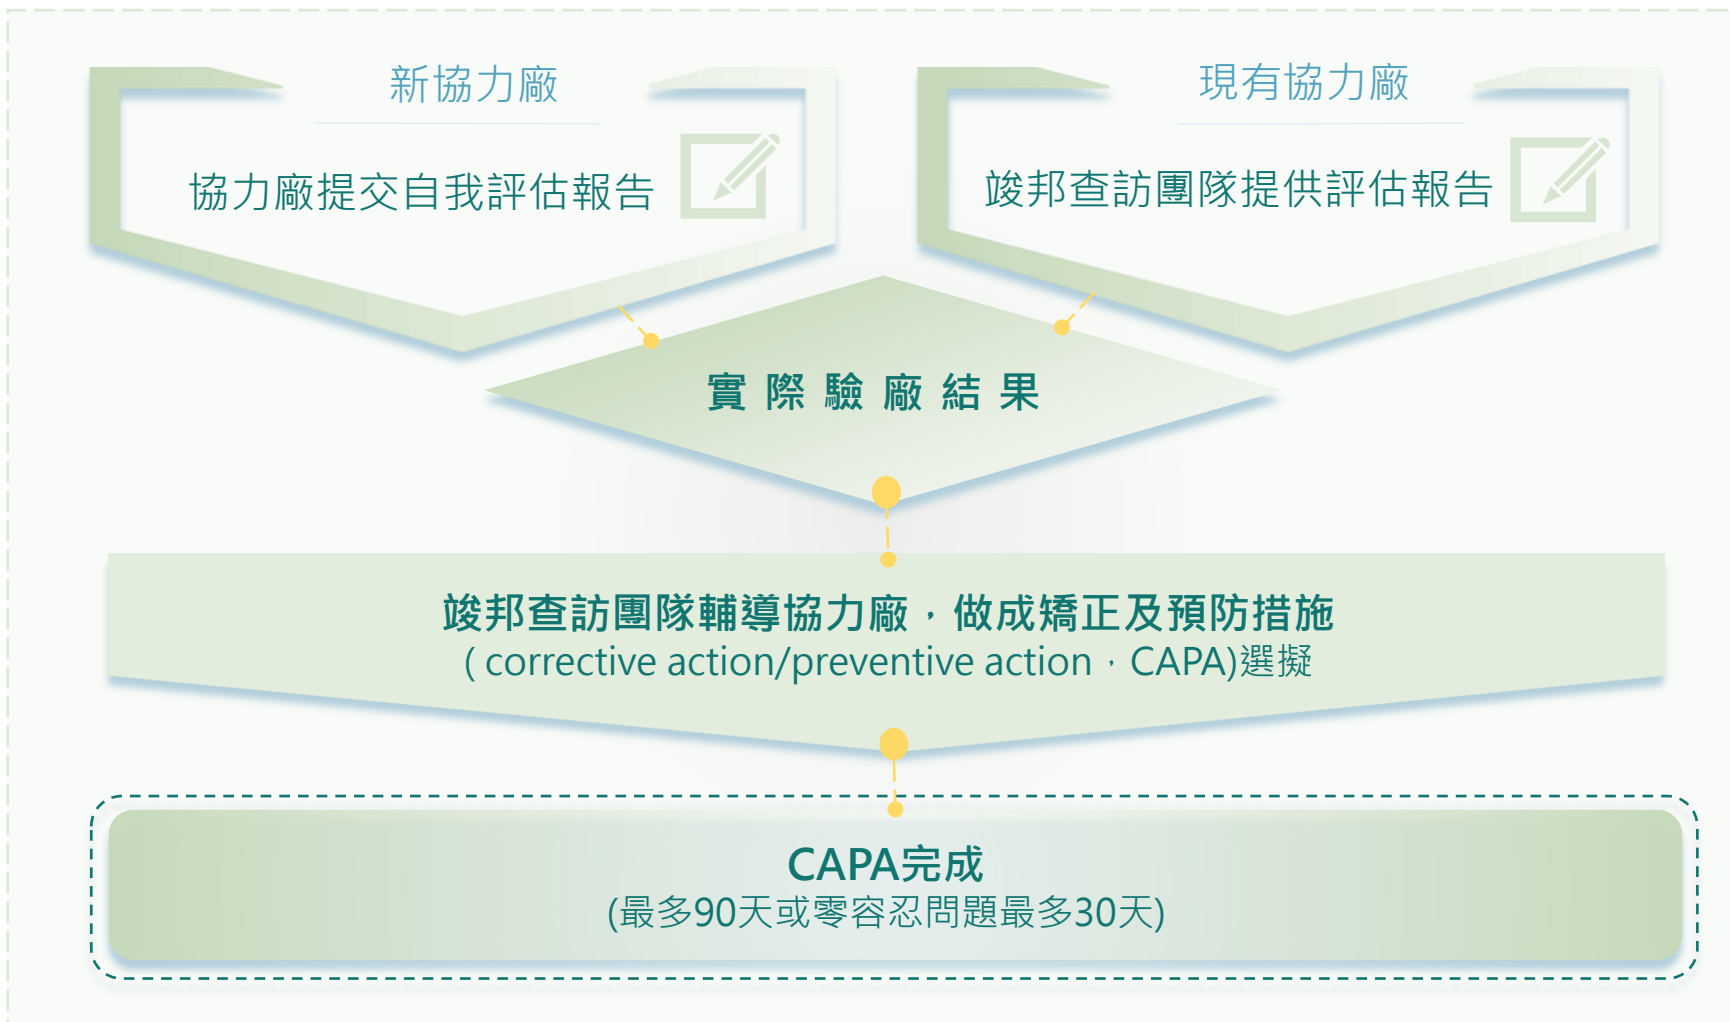 新協力廠
協力廠提交自我評估報告
現有協力廠
竣邦查訪團隊提供評估報告
實際驗廠結果
竣邦查訪團隊輔導協力廠，做成矯正及預防措施
( corrective action/preventive action，CAPA)選擬
CAPA完成
(最多90天或零容忍問題最多30天)